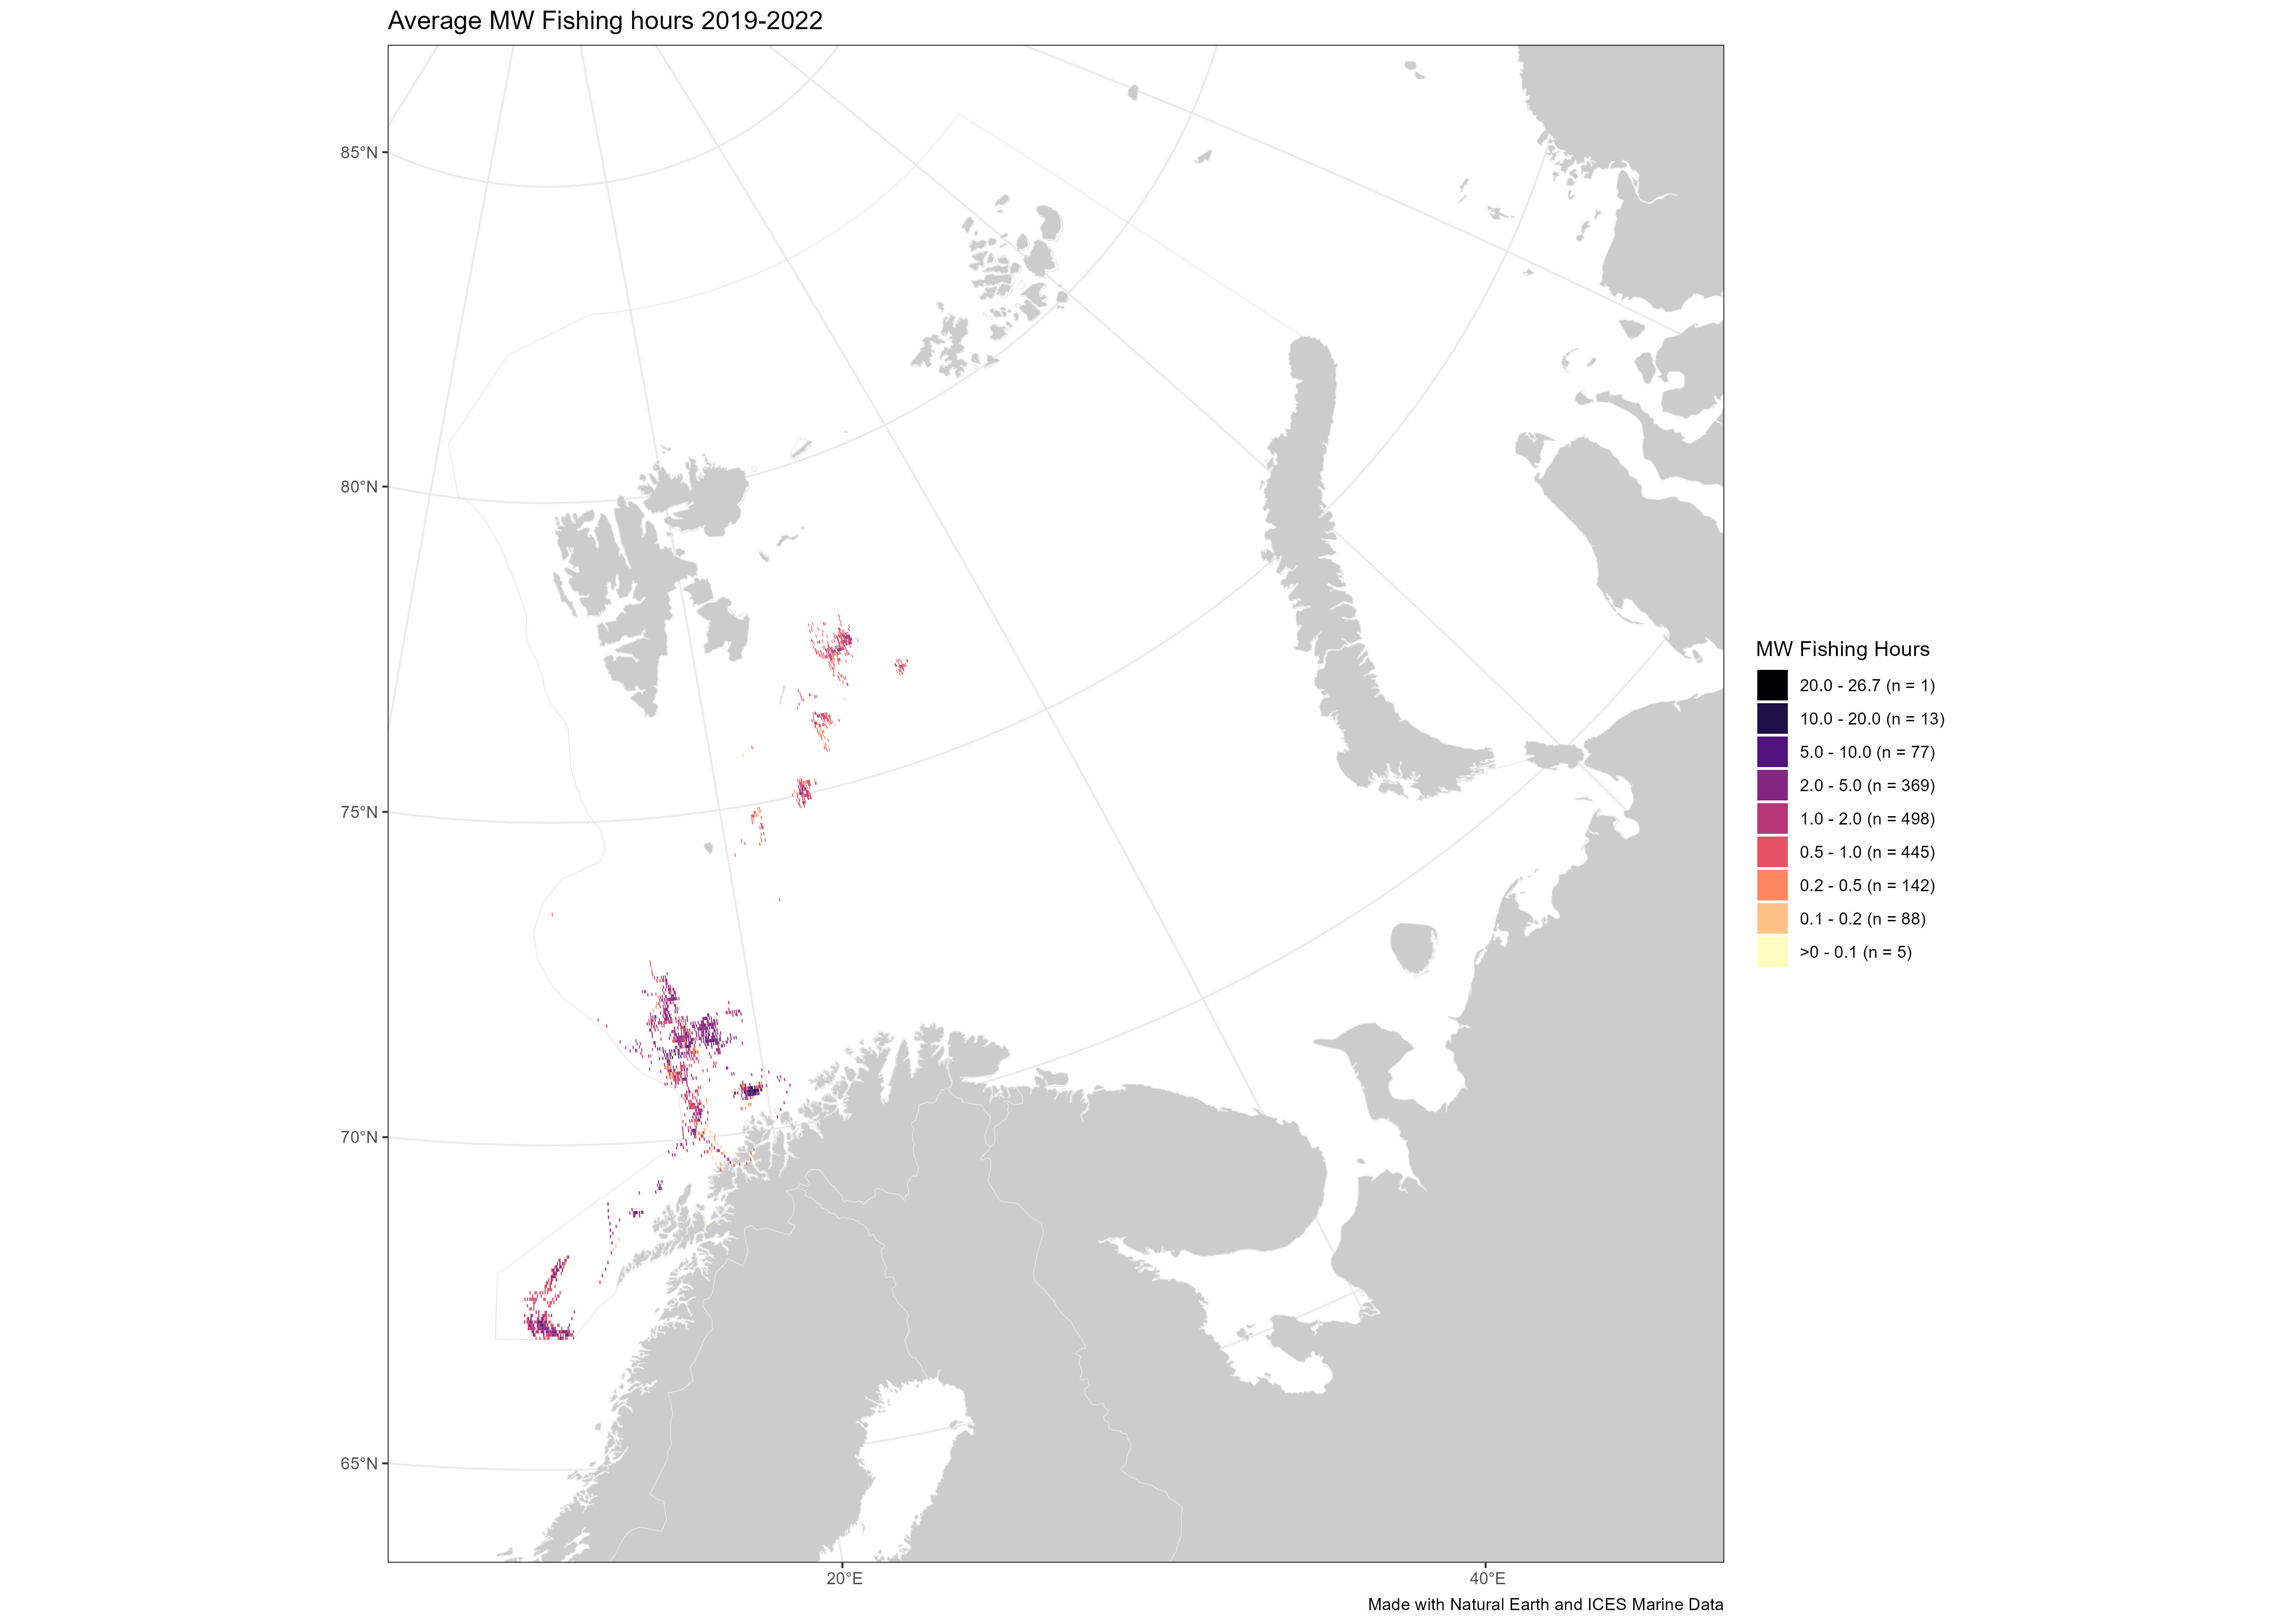 Average MW Fishing hours 2019-2022
85°N
80°N
75°N
70°N
65°N
20°E
40°E
MW Fishing Hours
20.0 - 26.7 (n = 1)
10.0 - 20.0 (n = 13)
5.0 - 10.0 (n = 77)
2.0 - 5.0 (n = 369)
1.0 - 2.0 (n = 498)
0.5 - 1.0 (n = 445)
0.2 - 0.5 (n = 142)
0.1 - 0.2 (n = 88)
>0 - 0.1 (n = 5)
Made with Natural Earth and ICES Marine Data